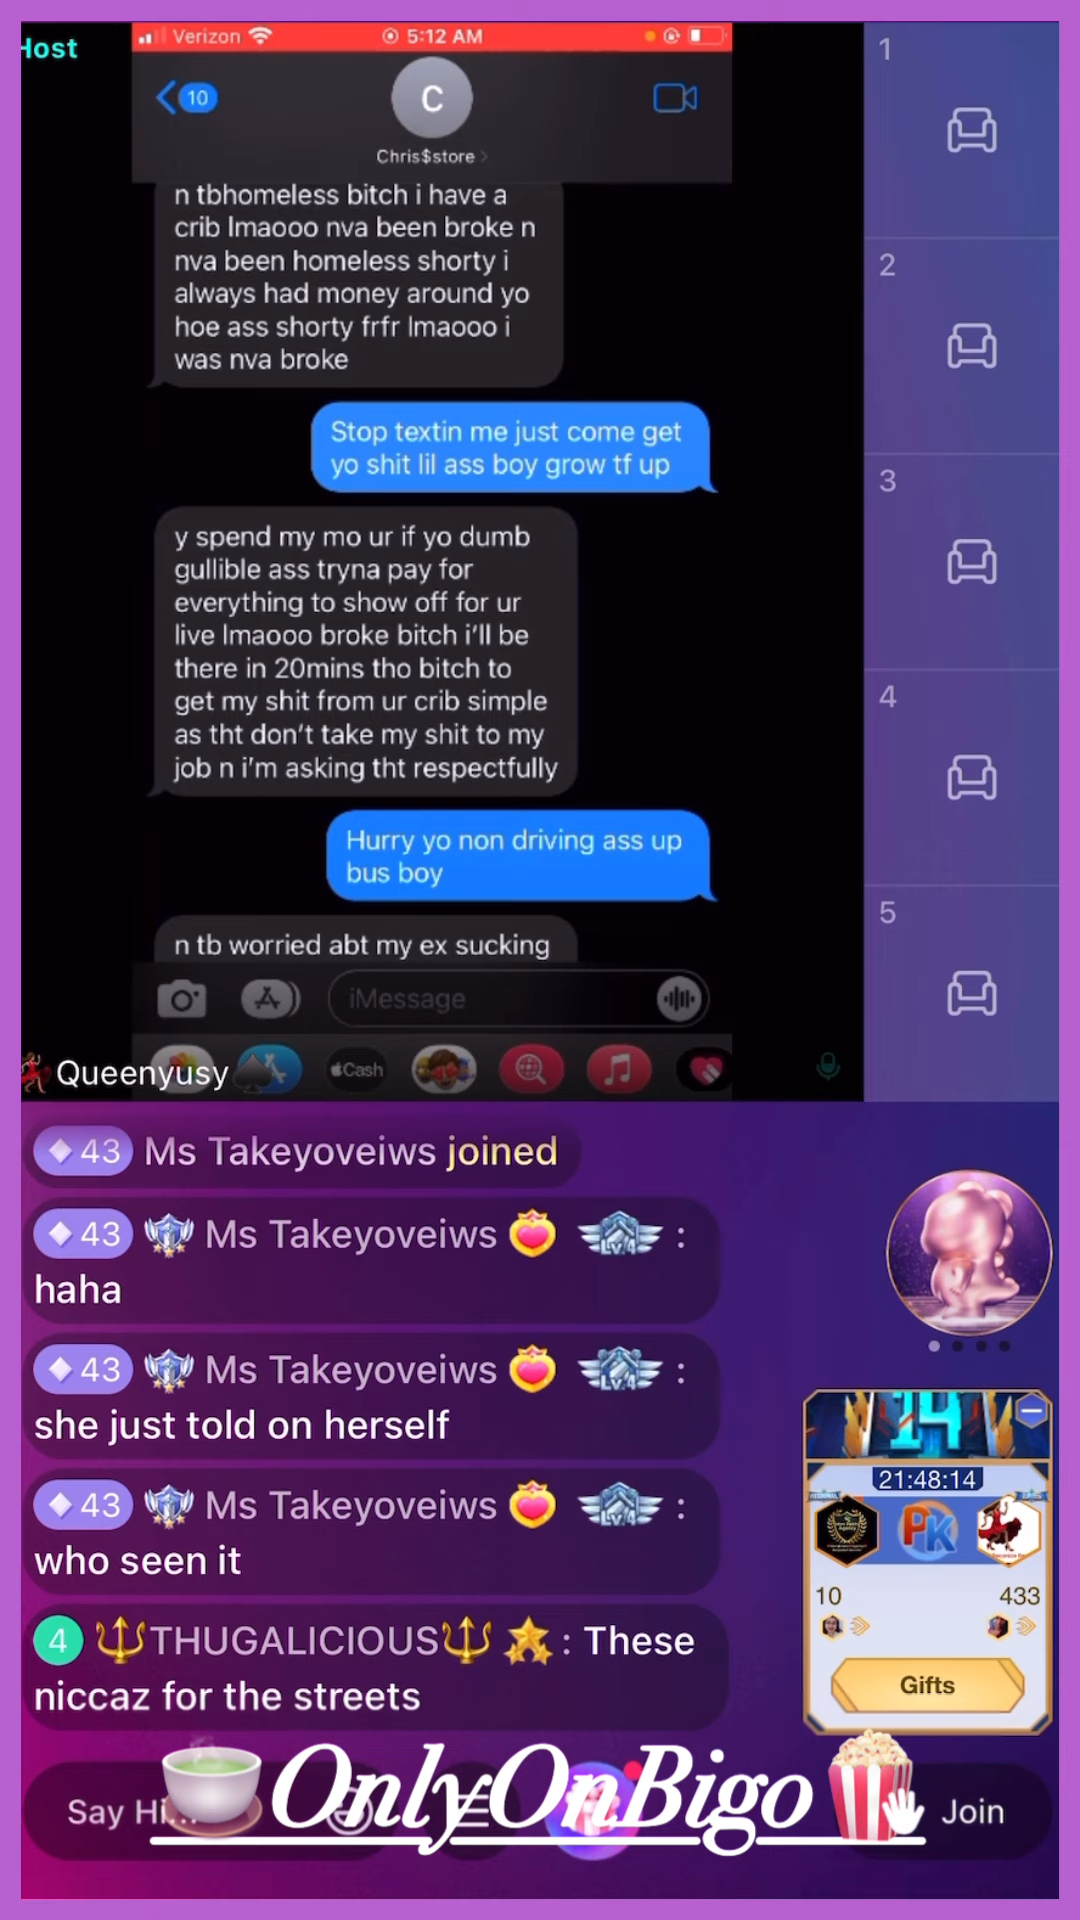 Host
Verizon
5:12 AM
10
C
Chris$store
n tbhomeless bitch i have a
crib lmaooo nva been broke n
nva been homeless shorty i
always had money around yo
hoe ass shorty frfr lmaooo i
was nva broke
Stop textin me just come get
yo shit lil ass boy grow tf up
y spend my mo ur if yo dumb
gullible ass tryna pay for
everything to show off for ur
live lmaooo broke bitch i'll be
there in 20mins tho bitch to
get my shit from ur crib simple
as tht don't take my shit to my
job n i'm asking tht respectfully
Hurry yo non driving ass up
bus boy
n tb worried abt my ex sucking
iMessage
Cash
Queenyusy
1
2
3
4
5
43 Ms Takeyoveiws joined
43 Ms Takeyoveiws LV.4 :
haha
43 Ms Takeyoveiws LV.4 :
she just told on herself
43 Ms Takeyoveiws LV.4 :
who seen it
4 THUGALICIOUS : These
niccaz for the streets
14
21:48:14
PK
10
433
Gifts
Say Hi...
OnlyOnBigo
Join